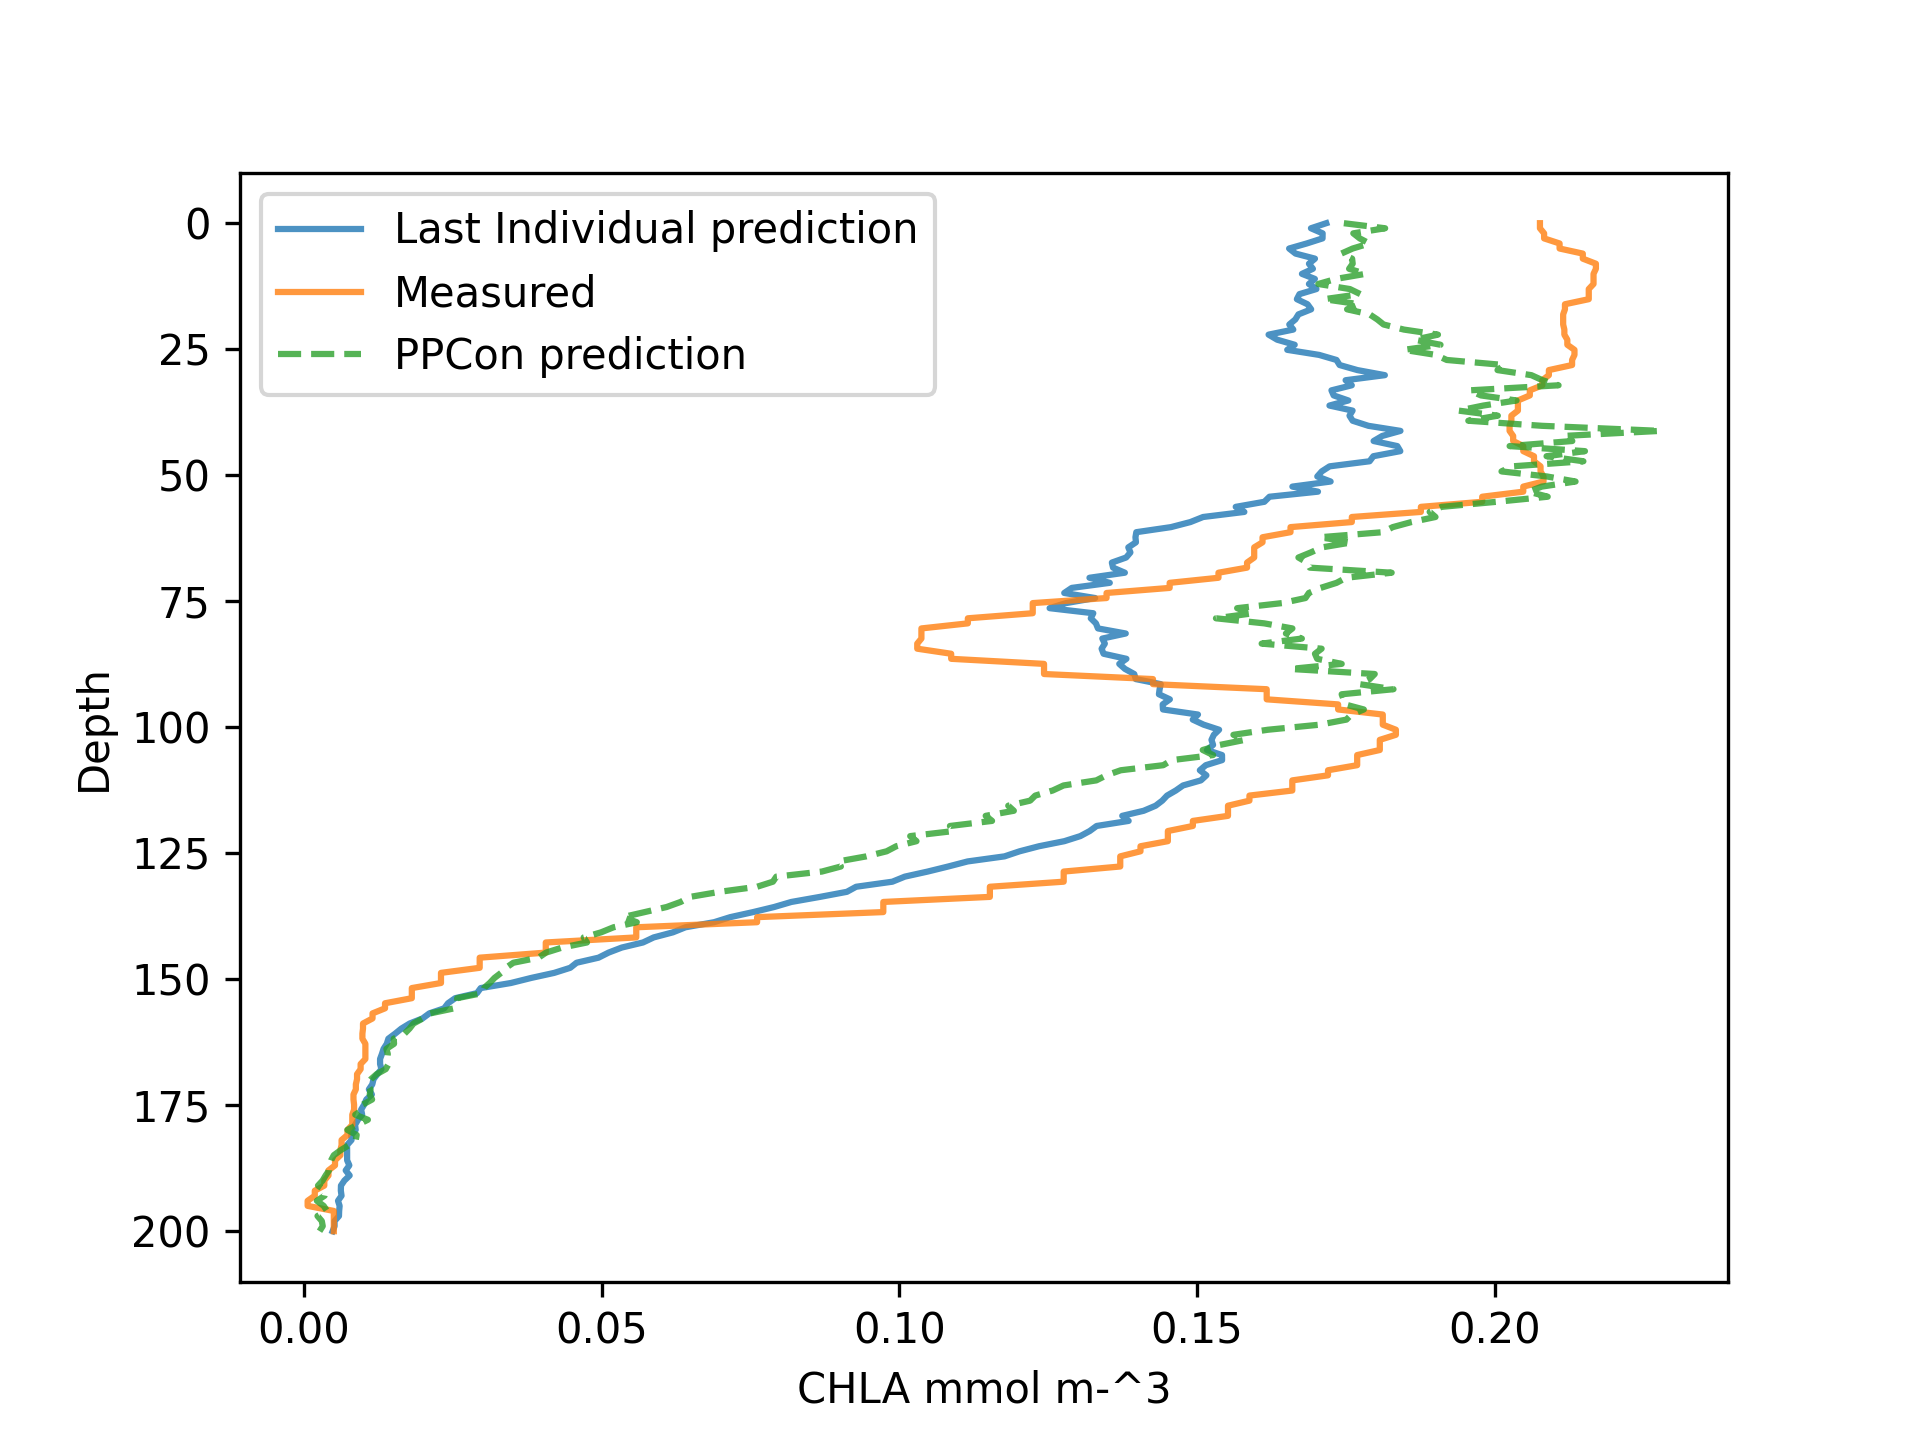 Last Individual prediction
Measured
PPCon prediction
0
25
50
75
100
125
150
175
200
Depth
0.00 0.05 0.10 0.15 0.20
CHLA mmol m-^3